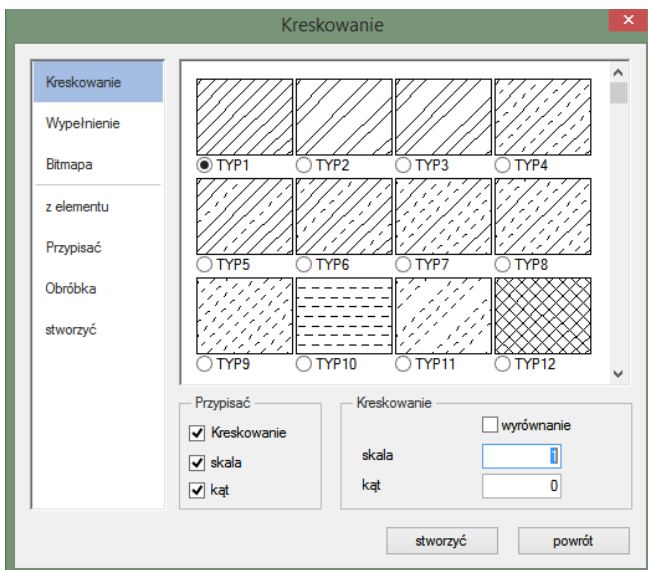 Kreskowanie
Kreskowanie
Wypełnienie
Bitmapa
z elementu
Przypisać
Obróbka
stworzyć
TYP1 TYP2 TYP3 TYP4
TYP5 TYP6 TYP7 TYP8
TYP9 TYP10 TYP11 TYP12
Przypisać
Kreskowanie
skala
kąt
Kreskowanie
wyrównanie
skala 1
kąt 0
stworzyć powrót